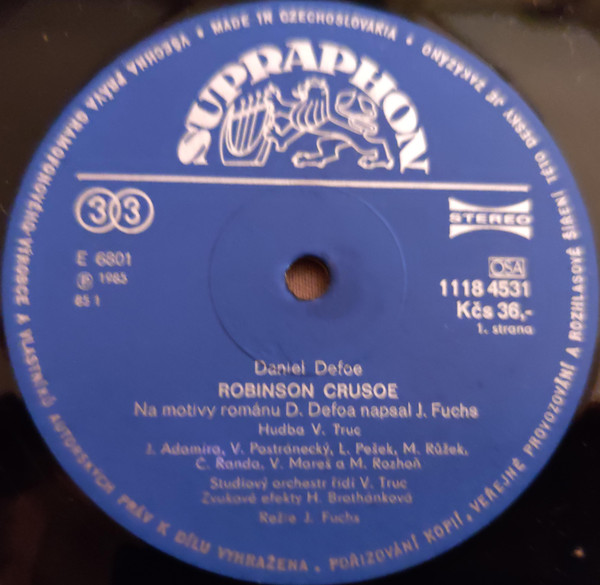 MADE IN CZECHOSLOVAKIA • VŠECHNA PRÁVA GRAMOFONOVÉHO VÝROBCE A VLASTNÍKŮ AUTORSKÝCH PRÁV K DÍLU VYHRAŽENA. POŘIZOVÁNÍ KOPIÍ, VEŘEJNÉ PROVOZOVÁNÍ A ROZHLASOVÉ ŠÍŘENÍ TÉTO DESKY JE ZAKÁZÁNO •
SUPRAPHON
33
STEREO
E 6801
Ⓟ 1985
85 1
OSA
1118 4531
Kčs 36,-
1. strana
Daniel Defoe
ROBINSON CRUSOE
Na motivy románu D. Defoa napsal J. Fuchs
Hudba V. Truc
J. Adamíra, V. Postránecký, L. Pešek, M. Růžek,
C. Randa, V. Mareš a M. Rozhoň
Studiový orchestr řídí V. Truc
Zvukové efekty H. Brothánková
Režie J. Fuchs